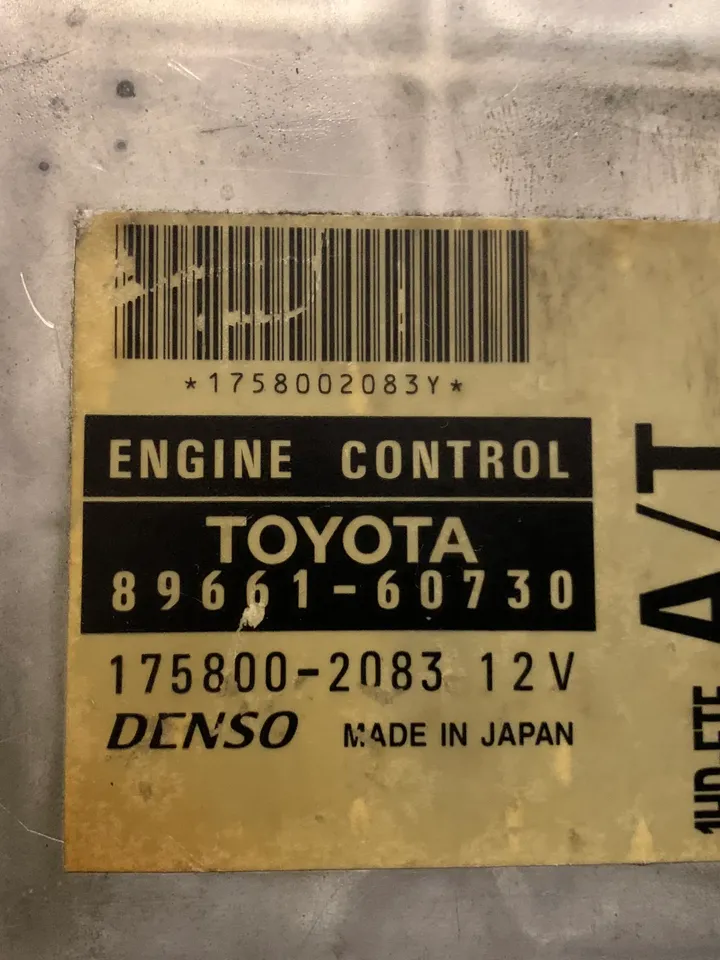 *1758002083Y*
ENGINE CONTROL
TOYOTA
89661-60730
175800-2083 12V
DENSO MADE IN JAPAN
A/T
1HD-FTE